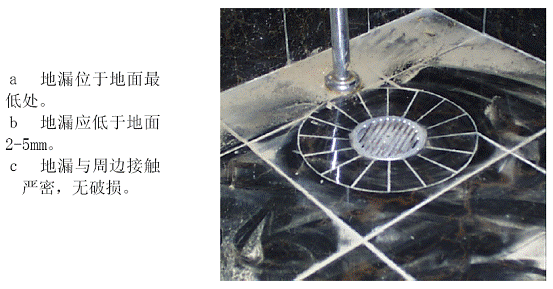 a 地漏位于地面最
低处。
b 地漏应低于地面
2-5mm。
c 地漏与周边接触
严密，无破损。